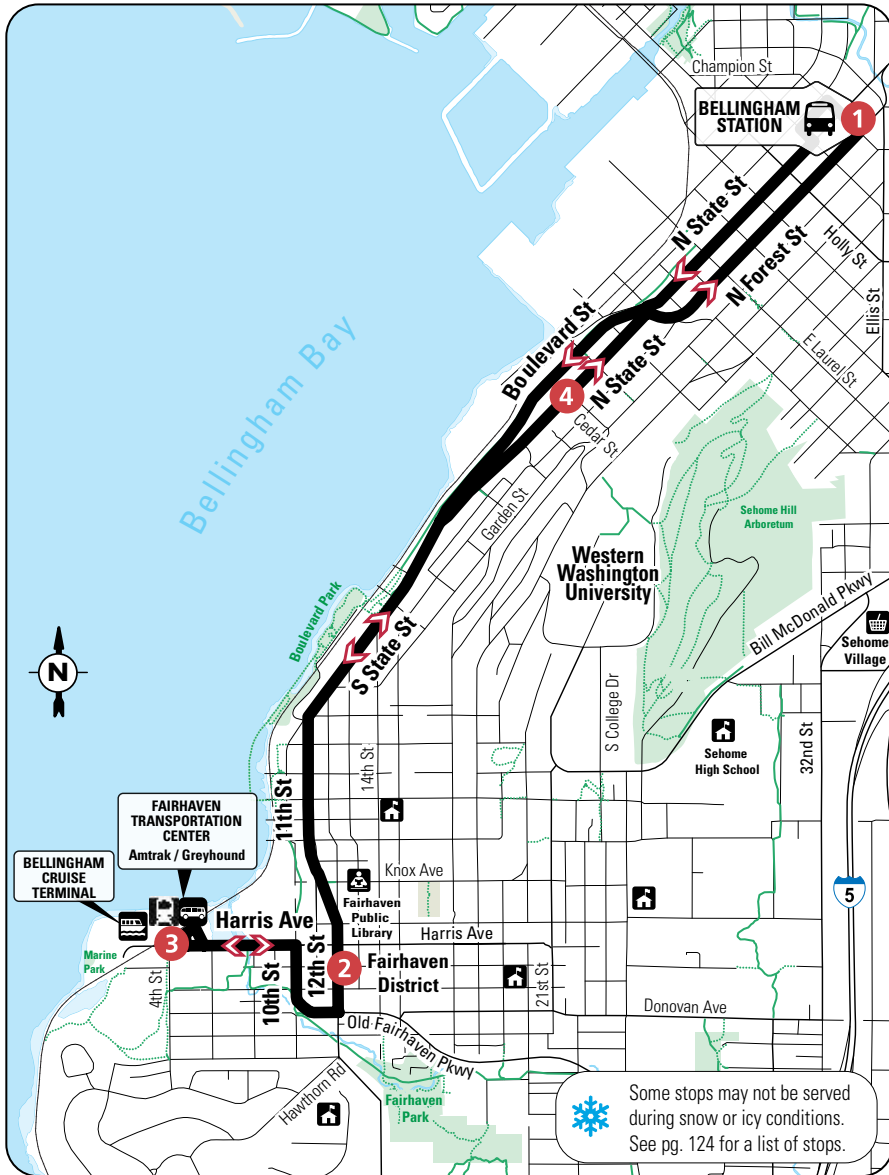 Champion St
BELLINGHAM
STATION
1
N State St
N Forest St
Holly St
Ellis St
Boulevard St
N State St
E Laurel St
4
Cedar St
Bellingham Bay
Garden St
Sehome Hill
Arboretum
Western
Washington
University
Bill McDonald Pkwy
Boulevard Park
Sehome
Village
S State St
N
S College Dr
14th St
32nd St
Sehome
High School
11th St
FAIRHAVEN
TRANSPORTATION
CENTER
Amtrak / Greyhound
BELLINGHAM
CRUISE
TERMINAL
Knox Ave
5
Fairhaven
Public
Library
Harris Ave
Harris Ave
3
Marine
Park
4th St
10th St
12th St
2
Fairhaven
District
21st St
Donovan Ave
Old Fairhaven Pkwy
Hawthorn Rd
Fairhaven
Park
Some stops may not be served
during snow or icy conditions.
See pg. 124 for a list of stops.